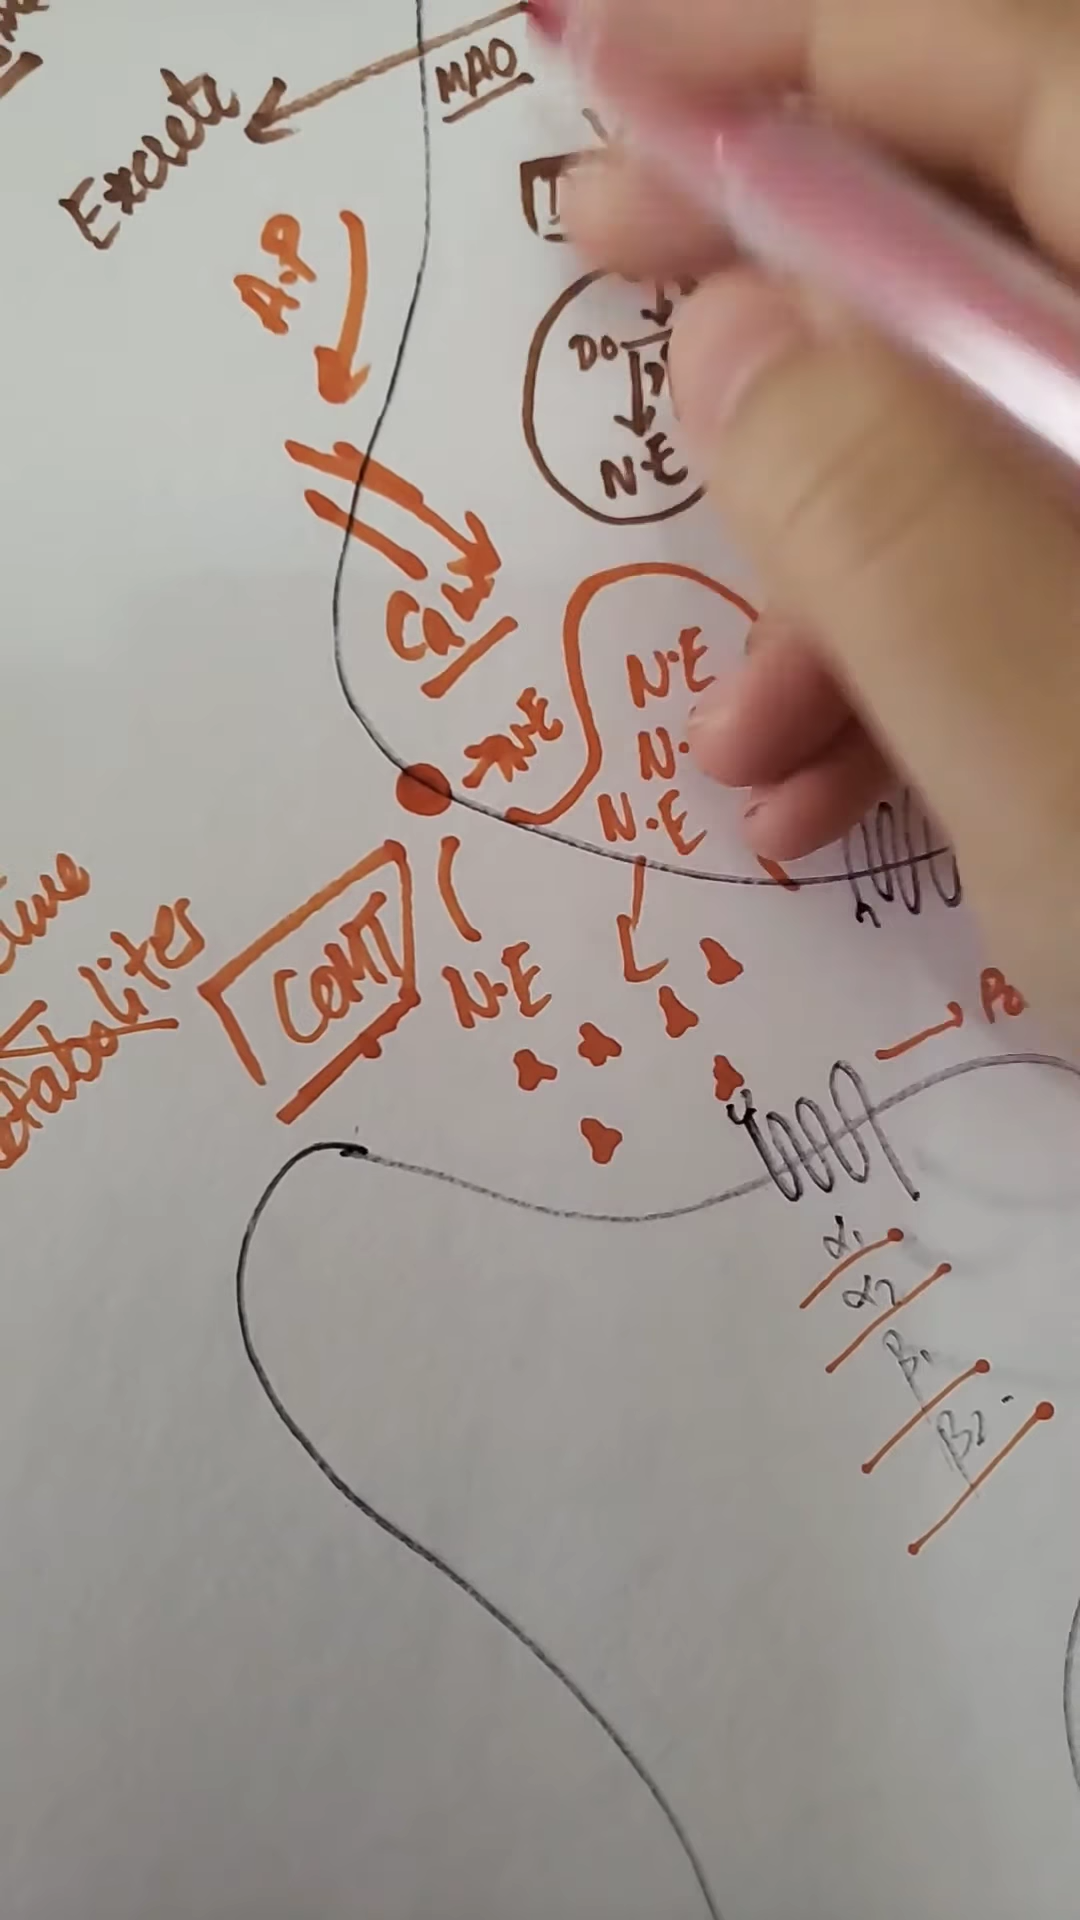 MAO
Excrete
A.P
DO
N.E
Ca++
N.E
N.E
N.
N.E
COMT
N.E
α1
α2
β1
β2